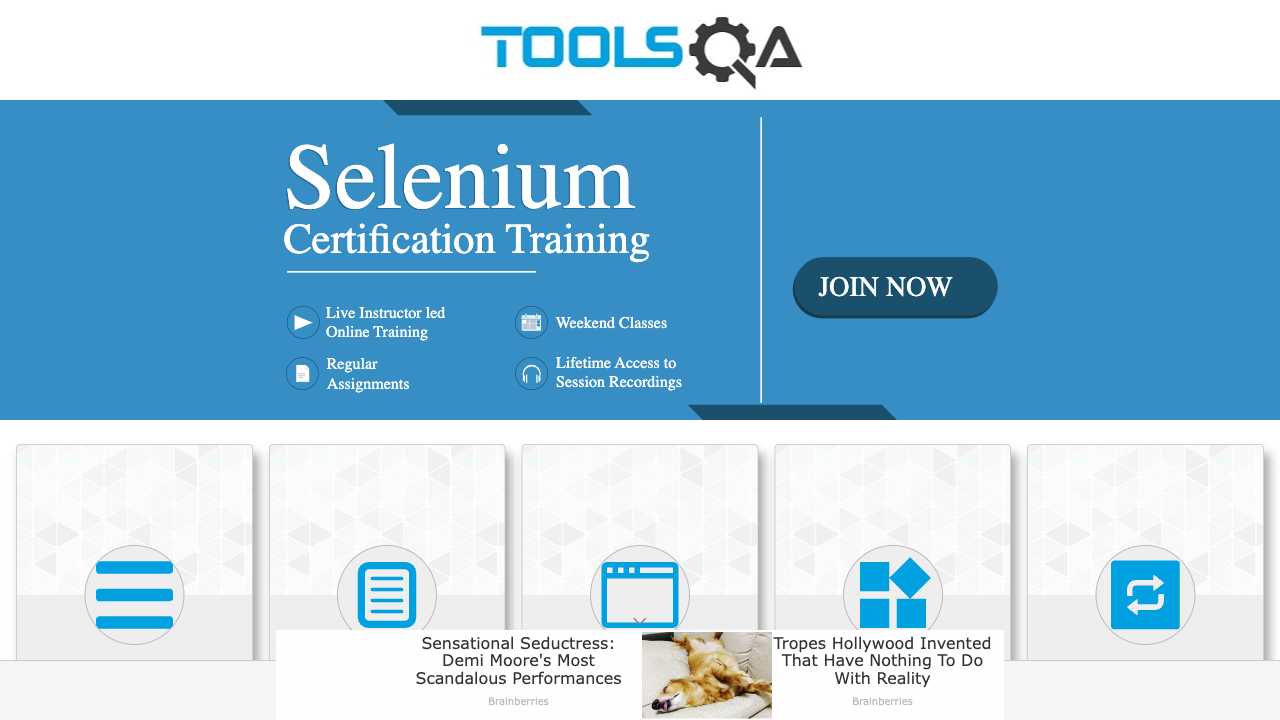 TOOLSQA
Selenium
Certification Training
JOIN NOW
Live Instructor led
Online Training
Weekend Classes
Regular
Assignments
Lifetime Access to
Session Recordings
Sensational Seductress:
Demi Moore's Most
Scandalous Performances
Brainberries
Tropes Hollywood Invented
That Have Nothing To Do
With Reality
Brainberries